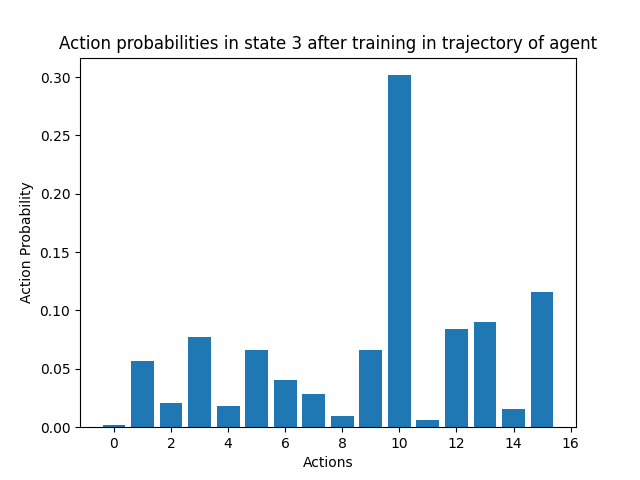 Action probabilities in state 3 after training in trajectory of agent
0.30
0.25
0.20
0.15
0.10
0.05
0.00
Action Probability
0 2 4 6 8 10 12 14 16
Actions